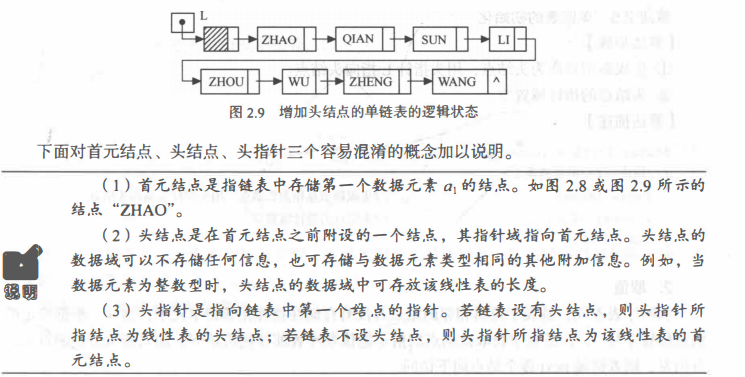 L
ZHAO QIAN SUN LI
ZHOU WU ZHENG WANG ^
图 2.9 增加头结点的单链表的逻辑状态
下面对首元结点、头结点、头指针三个容易混淆的概念加以说明。
（1）首元结点是指链表中存储第一个数据元素 a₁ 的结点。如图 2.8 或图 2.9 所示的
结点“ZHAO”。
（2）头结点是在首元结点之前附设的一个结点，其指针域指向首元结点。头结点的
数据域可以不存储任何信息，也可存储与数据元素类型相同的其他附加信息。例如，当
数据元素为整数型时，头结点的数据域中可存放该线性表的长度。
说明
（3）头指针是指向链表中第一个结点的指针。若链表设有头结点，则头指针所
指结点为线性表的头结点；若链表不设头结点，则头指针所指结点为该线性表的首
元结点。